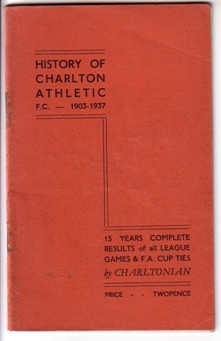 HISTORY OF
CHARLTON
ATHLETIC
F.C. — 1903-1937
15 YEARS COMPLETE
RESULTS of all LEAGUE
GAMES & F.A. CUP TIES
by CHARLTONIAN
PRICE - - TWOPENCE